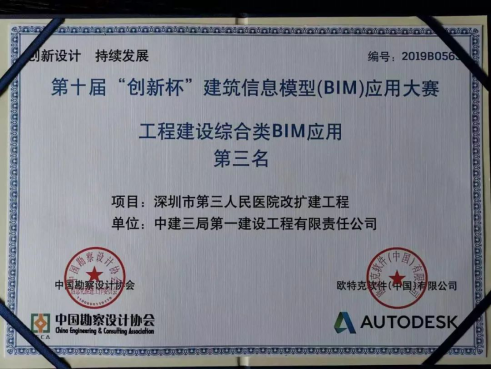 创新设计 持续发展
编号：2019B056
第十届“创新杯”建筑信息模型(BIM)应用大赛
工程建设综合类BIM应用
第三名
项目：深圳市第三人民医院改扩建工程
单位：中建三局第一建设工程有限责任公司
中国勘察设计协会
欧特克软件(中国)有限公司
中国勘察设计协会
China Engineering & Consulting Association
AUTODESK